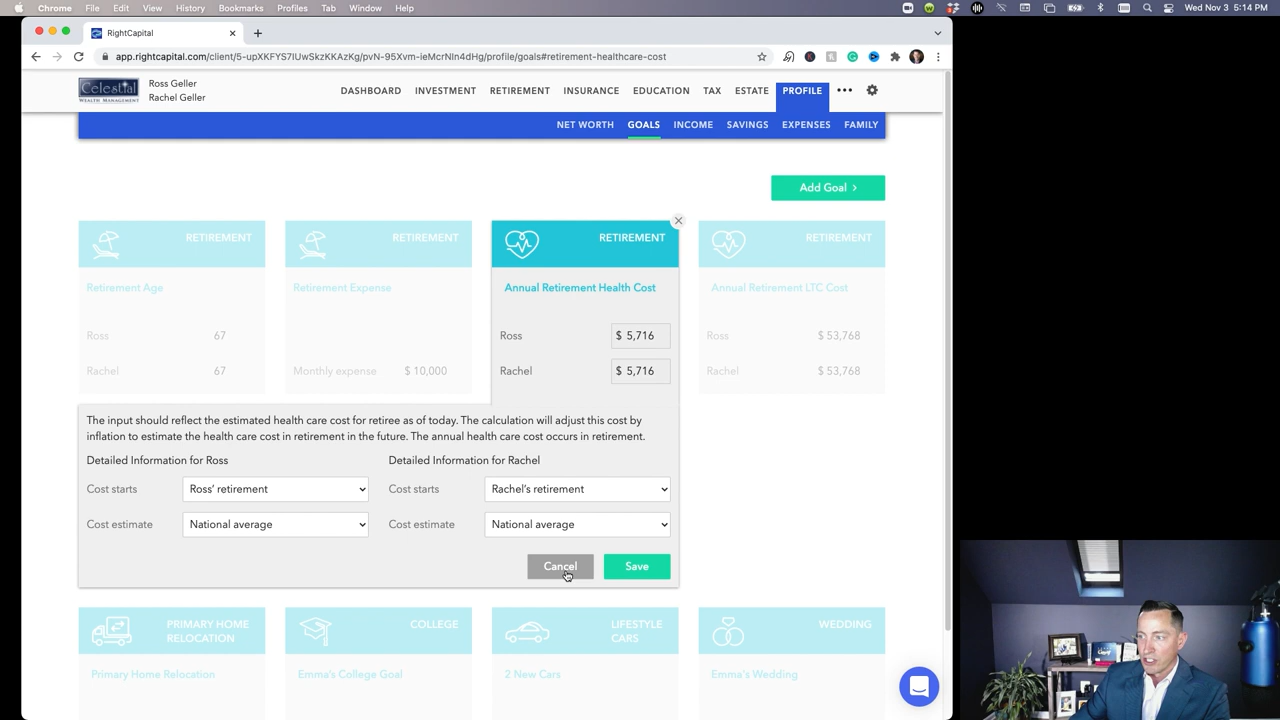 Chrome File Edit View History Bookmarks Profiles Tab Window Help
Wed Nov 3 5:14 PM
RightCapital
app.rightcapital.com/client/5-upXKFYS7IUwSkzKKAzKg/pvN-95Xvm-ieMcrNIn4dHg/profile/goals#retirement-healthcare-cost
Celestial
WEALTH MANAGEMENT
Ross Geller
Rachel Geller
DASHBOARD INVESTMENT RETIREMENT INSURANCE EDUCATION TAX ESTATE PROFILE
NET WORTH GOALS INCOME SAVINGS EXPENSES FAMILY
Add Goal
RETIREMENT
Retirement Age
Ross 67
Rachel 67
RETIREMENT
Retirement Expense
Monthly expense $ 10,000
RETIREMENT
Annual Retirement Health Cost
Ross $ 5,716
Rachel $ 5,716
RETIREMENT
Annual Retirement LTC Cost
Ross $ 53,768
Rachel $ 53,768
The input should reflect the estimated health care cost for retiree as of today. The calculation will adjust this cost by
inflation to estimate the health care cost in retirement in the future. The annual health care cost occurs in retirement.
Detailed Information for Ross
Cost starts Ross' retirement
Cost estimate National average
Detailed Information for Rachel
Cost starts Rachel's retirement
Cost estimate National average
Cancel Save
PRIMARY HOME
RELOCATION
Primary Home Relocation
COLLEGE
Emma's College Goal
LIFESTYLE
CARS
2 New Cars
WEDDING
Emma's Wedding